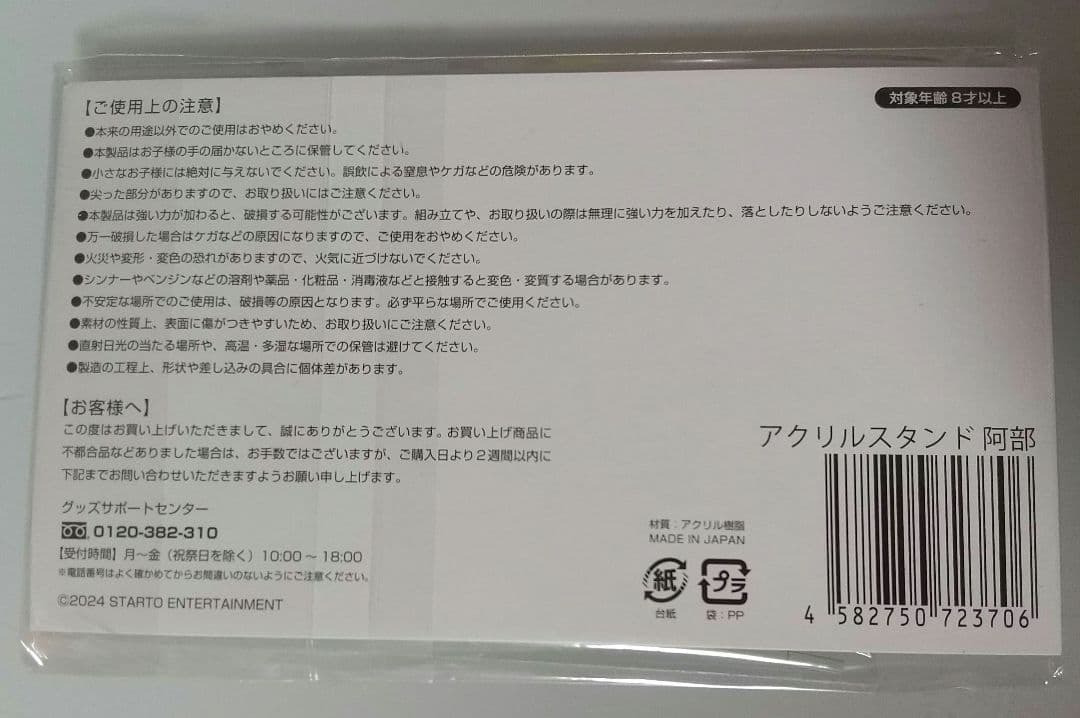 【ご使用上の注意】
対象年齢 8才以上
●本来の用途以外でのご使用はおやめください。
●本製品はお子様の手の届かないところに保管してください。
●小さなお子様には絶対に与えないでください。誤飲による窒息やケガなどの危険があります。
●尖った部分がありますので、お取り扱いにはご注意ください。
●本製品は強い力が加わると、破損する可能性がございます。組み立てや、お取り扱いの際は無理に強い力を加えたり、落としたりしないようご注意ください。
●万一破損した場合はケガなどの原因になりますので、ご使用をおやめください。
●火災や変形・変色の恐れがありますので、火気に近づけないでください。
●シンナーやベンジンなどの溶剤や薬品・化粧品・消毒液などと接触すると変色・変質する場合があります。
●不安定な場所でのご使用は、破損等の原因となります。必ず平らな場所でご使用ください。
●素材の性質上、表面に傷がつきやすいため、お取り扱いにご注意ください。
●直射日光の当たる場所や、高温・多湿な場所での保管は避けてください。
●製造の工程上、形状や差し込みの具合に個体差があります。
【お客様へ】
この度はお買い上げいただきまして、誠にありがとうございます。お買い上げ商品に
不都合品などありました場合は、お手数ではございますが、ご購入日より2週間以内に
下記までお問い合わせいただきますようお願い申し上げます。
グッズサポートセンター
0120-382-310
【受付時間】月～金（祝祭日を除く）10:00～18:00
※電話番号はよく確かめてからお間違いのないようにご注意ください。
©2024 STARTO ENTERTAINMENT
アクリルスタンド 阿部
材質：アクリル樹脂
MADE IN JAPAN
紙 プラ
台紙 袋：PP
4 582750 723706